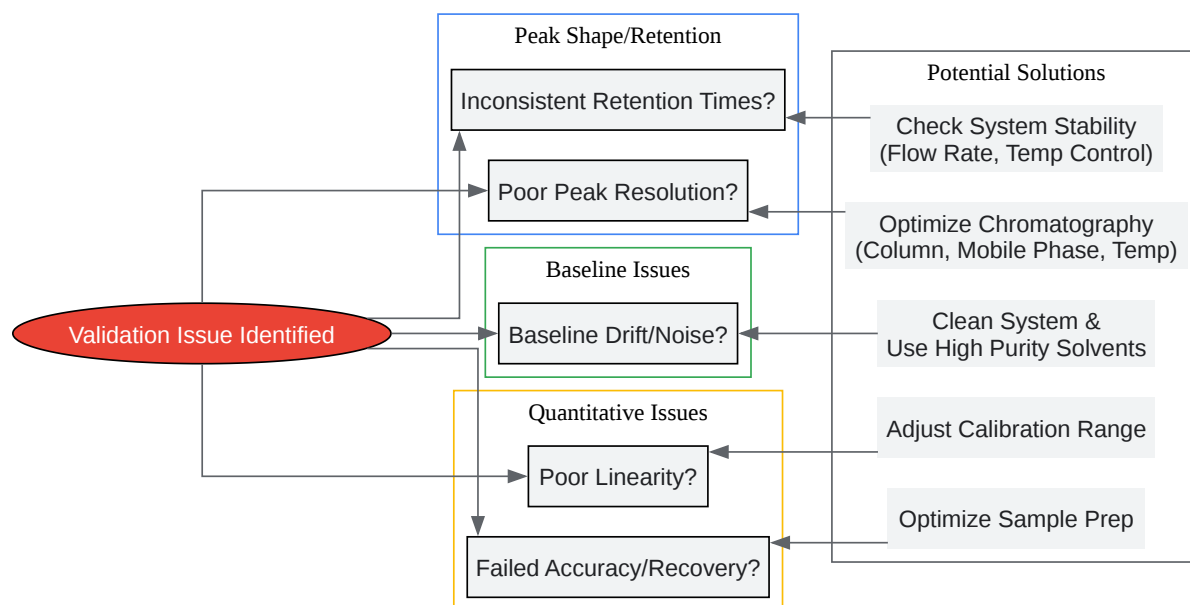 Peak Shape/Retention
Inconsistent Retention Times?
Poor Peak Resolution?
Baseline Issues
Validation Issue Identified
Baseline Drift/Noise?
Quantitative Issues
Poor Linearity?
Failed Accuracy/Recovery?
Potential Solutions
Check System Stability
(Flow Rate, Temp Control)
Optimize Chromatography
(Column, Mobile Phase, Temp)
Clean System &
Use High Purity Solvents
Adjust Calibration Range
Optimize Sample Prep